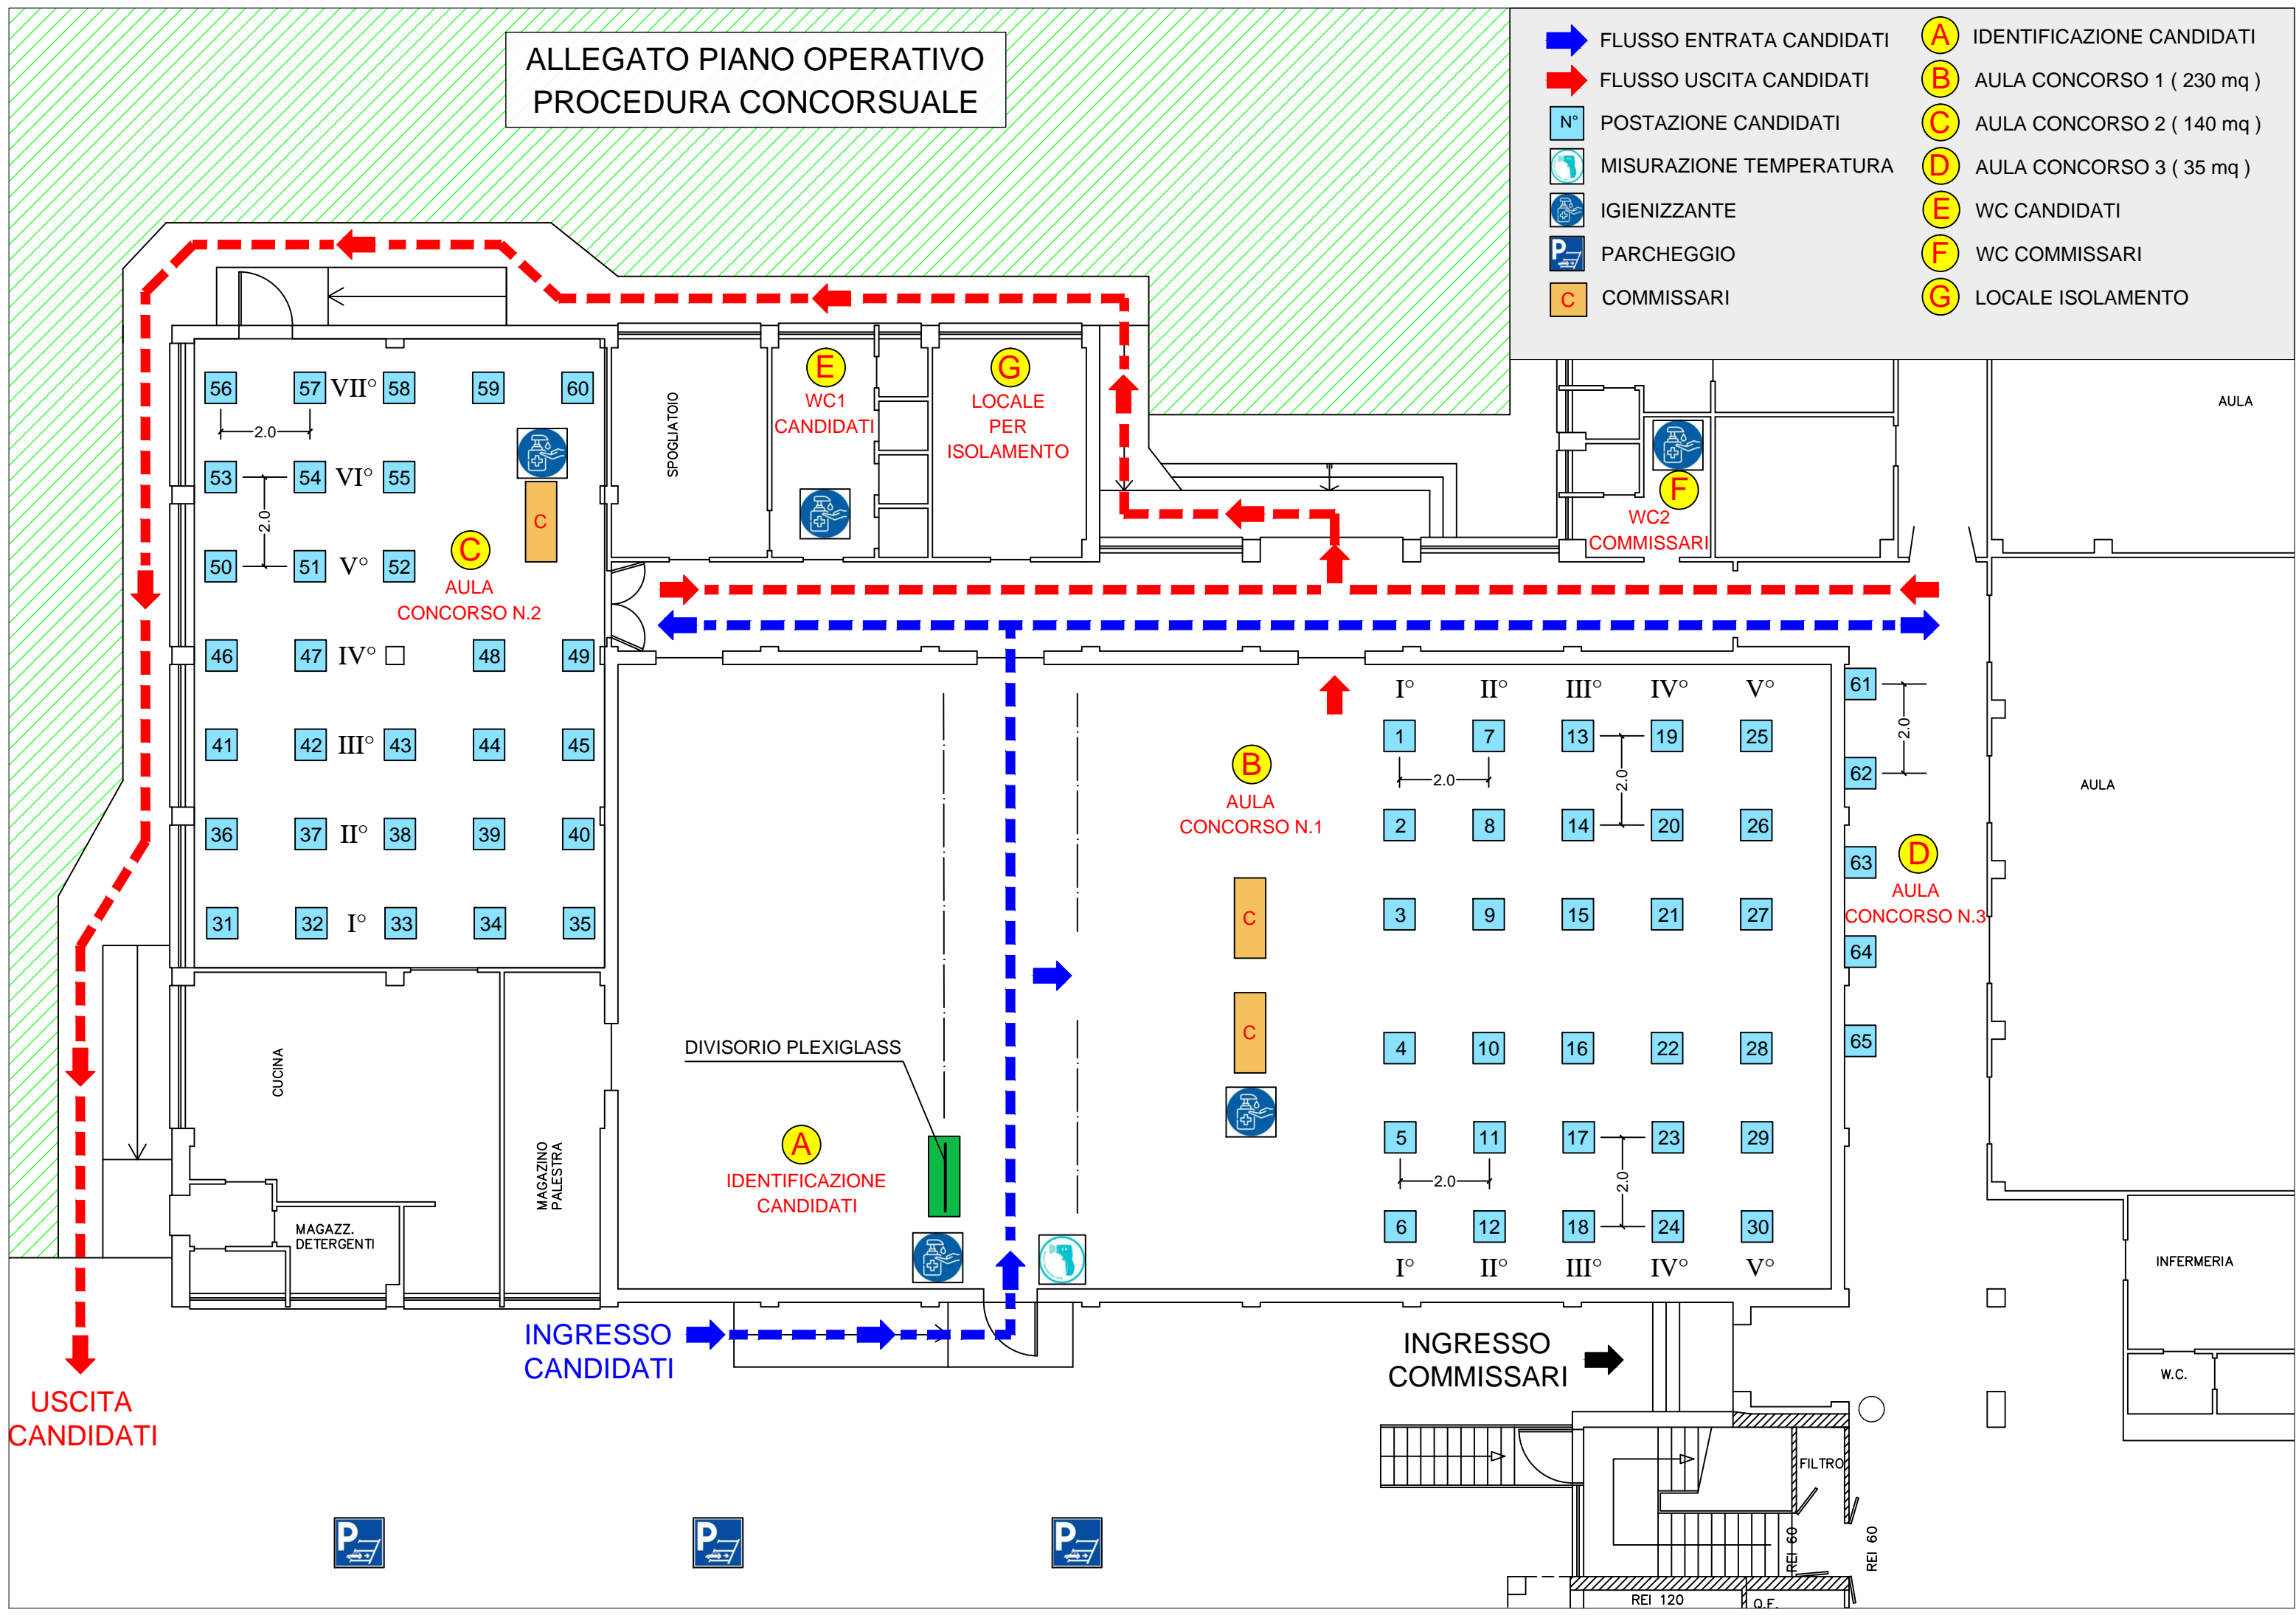 ALLEGATO PIANO OPERATIVO
PROCEDURA CONCORSUALE
FLUSSO ENTRATA CANDIDATI
FLUSSO USCITA CANDIDATI
N° POSTAZIONE CANDIDATI
MISURAZIONE TEMPERATURA
IGIENIZZANTE
P PARCHEGGIO
C COMMISSARI
A IDENTIFICAZIONE CANDIDATI
B AULA CONCORSO 1 ( 230 mq )
C AULA CONCORSO 2 ( 140 mq )
D AULA CONCORSO 3 ( 35 mq )
E WC CANDIDATI
F WC COMMISSARI
G LOCALE ISOLAMENTO
56 57 VII° 58 59 60
2.0
53 54 VI° 55
2.0
C
50 51 V° 52
C
AULA
CONCORSO N.2
46 47 IV° 48 49
41 42 III° 43 44 45
36 37 II° 38 39 40
31 32 I° 33 34 35
SPOGLIATOIO
E
WC1
CANDIDATI
G
LOCALE
PER
ISOLAMENTO
F
WC2
COMMISSARI
AULA
AULA
I° II° III° IV° V°
1 7 13 19 25
2.0
2.0
2 8 14 20 26
3 9 15 21 27
4 10 16 22 28
5 11 17 23 29
2.0
2.0
6 12 18 24 30
I° II° III° IV° V°
B
AULA
CONCORSO N.1
C
C
61
2.0
62
63
D
AULA
CONCORSO N.3
64
65
CUCINA
MAGAZINO
PALESTRA
MAGAZZ.
DETERGENTI
DIVISORIO PLEXIGLASS
A
IDENTIFICAZIONE
CANDIDATI
INFERMERIA
W.C.
INGRESSO
CANDIDATI
INGRESSO
COMMISSARI
USCITA
CANDIDATI
P
P
P
FILTRO
REI 60
REI 60
REI 120
Q.E.